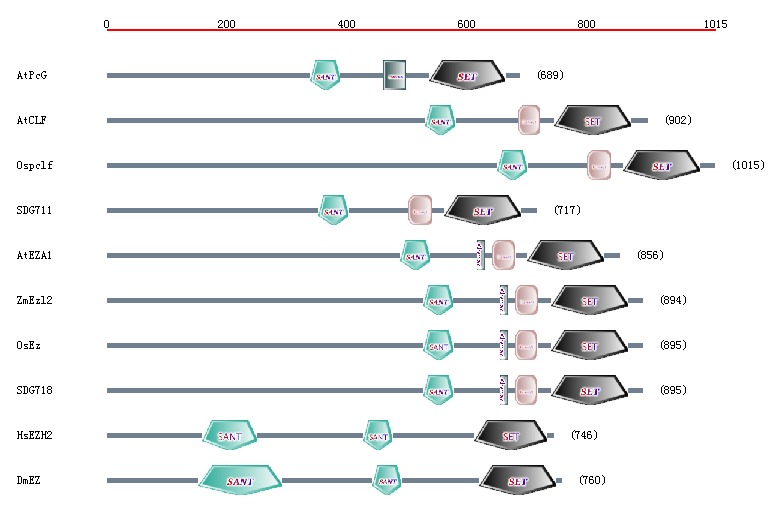 0 200 400 600 800 1015
AtPcG SANT SET (689)
AtCLF SANT SET (902)
Ospclf SANT SET (1015)
SDG711 SANT SET (717)
AtEZA1 SANT SET (856)
ZmEzl2 SANT SET (894)
OsEz SANT SET (895)
SDG718 SANT SET (895)
HsEZH2 SANT SANT SET (746)
DmEZ SANT SANT SET (760)